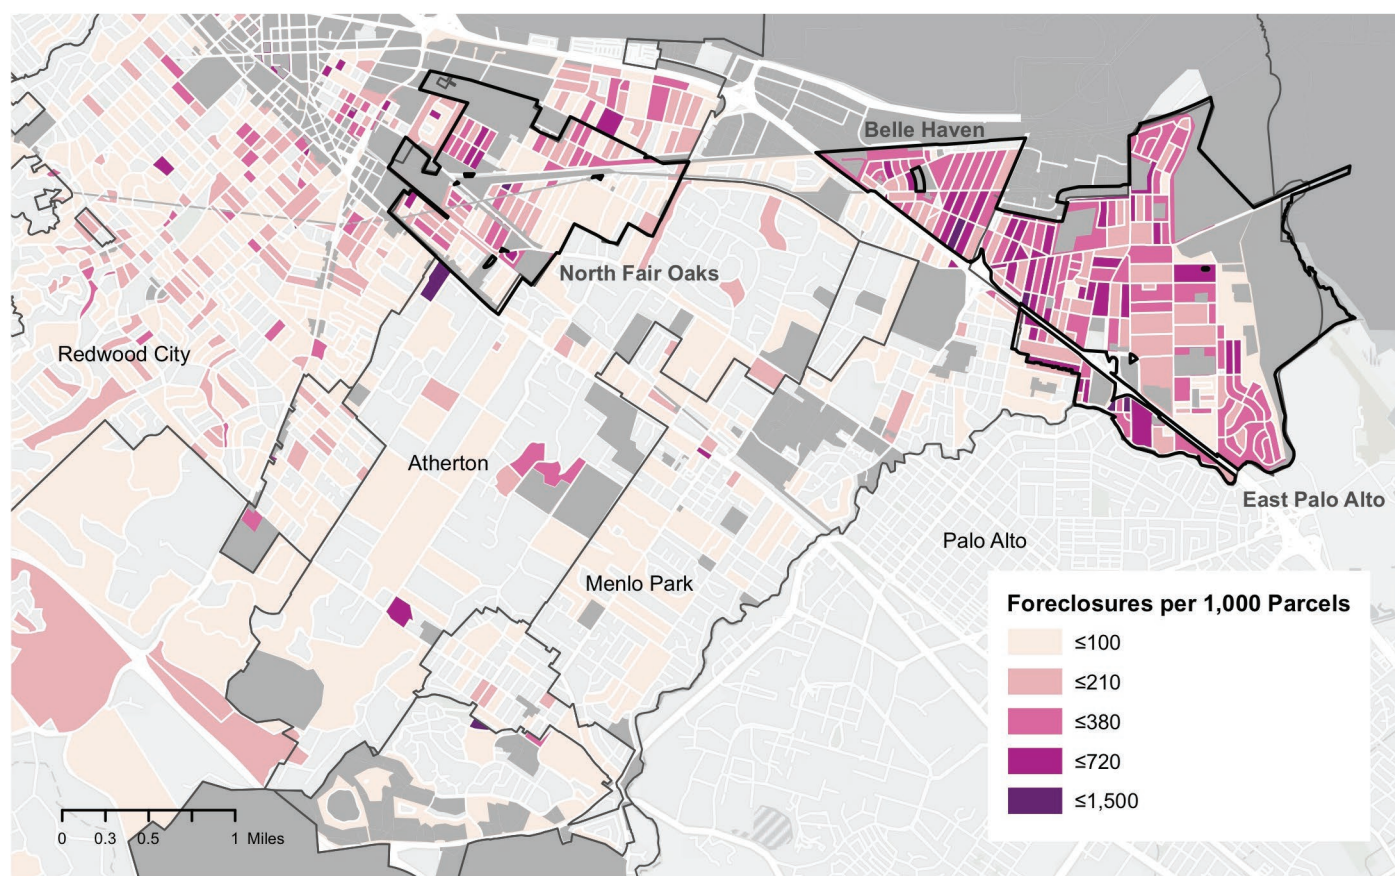 Belle Haven
North Fair Oaks
Redwood City
Atherton
East Palo Alto
Palo Alto
Menlo Park
Foreclosures per 1,000 Parcels
≤100
≤210
≤380
≤720
≤1,500
0 0.3 0.5 1 Miles